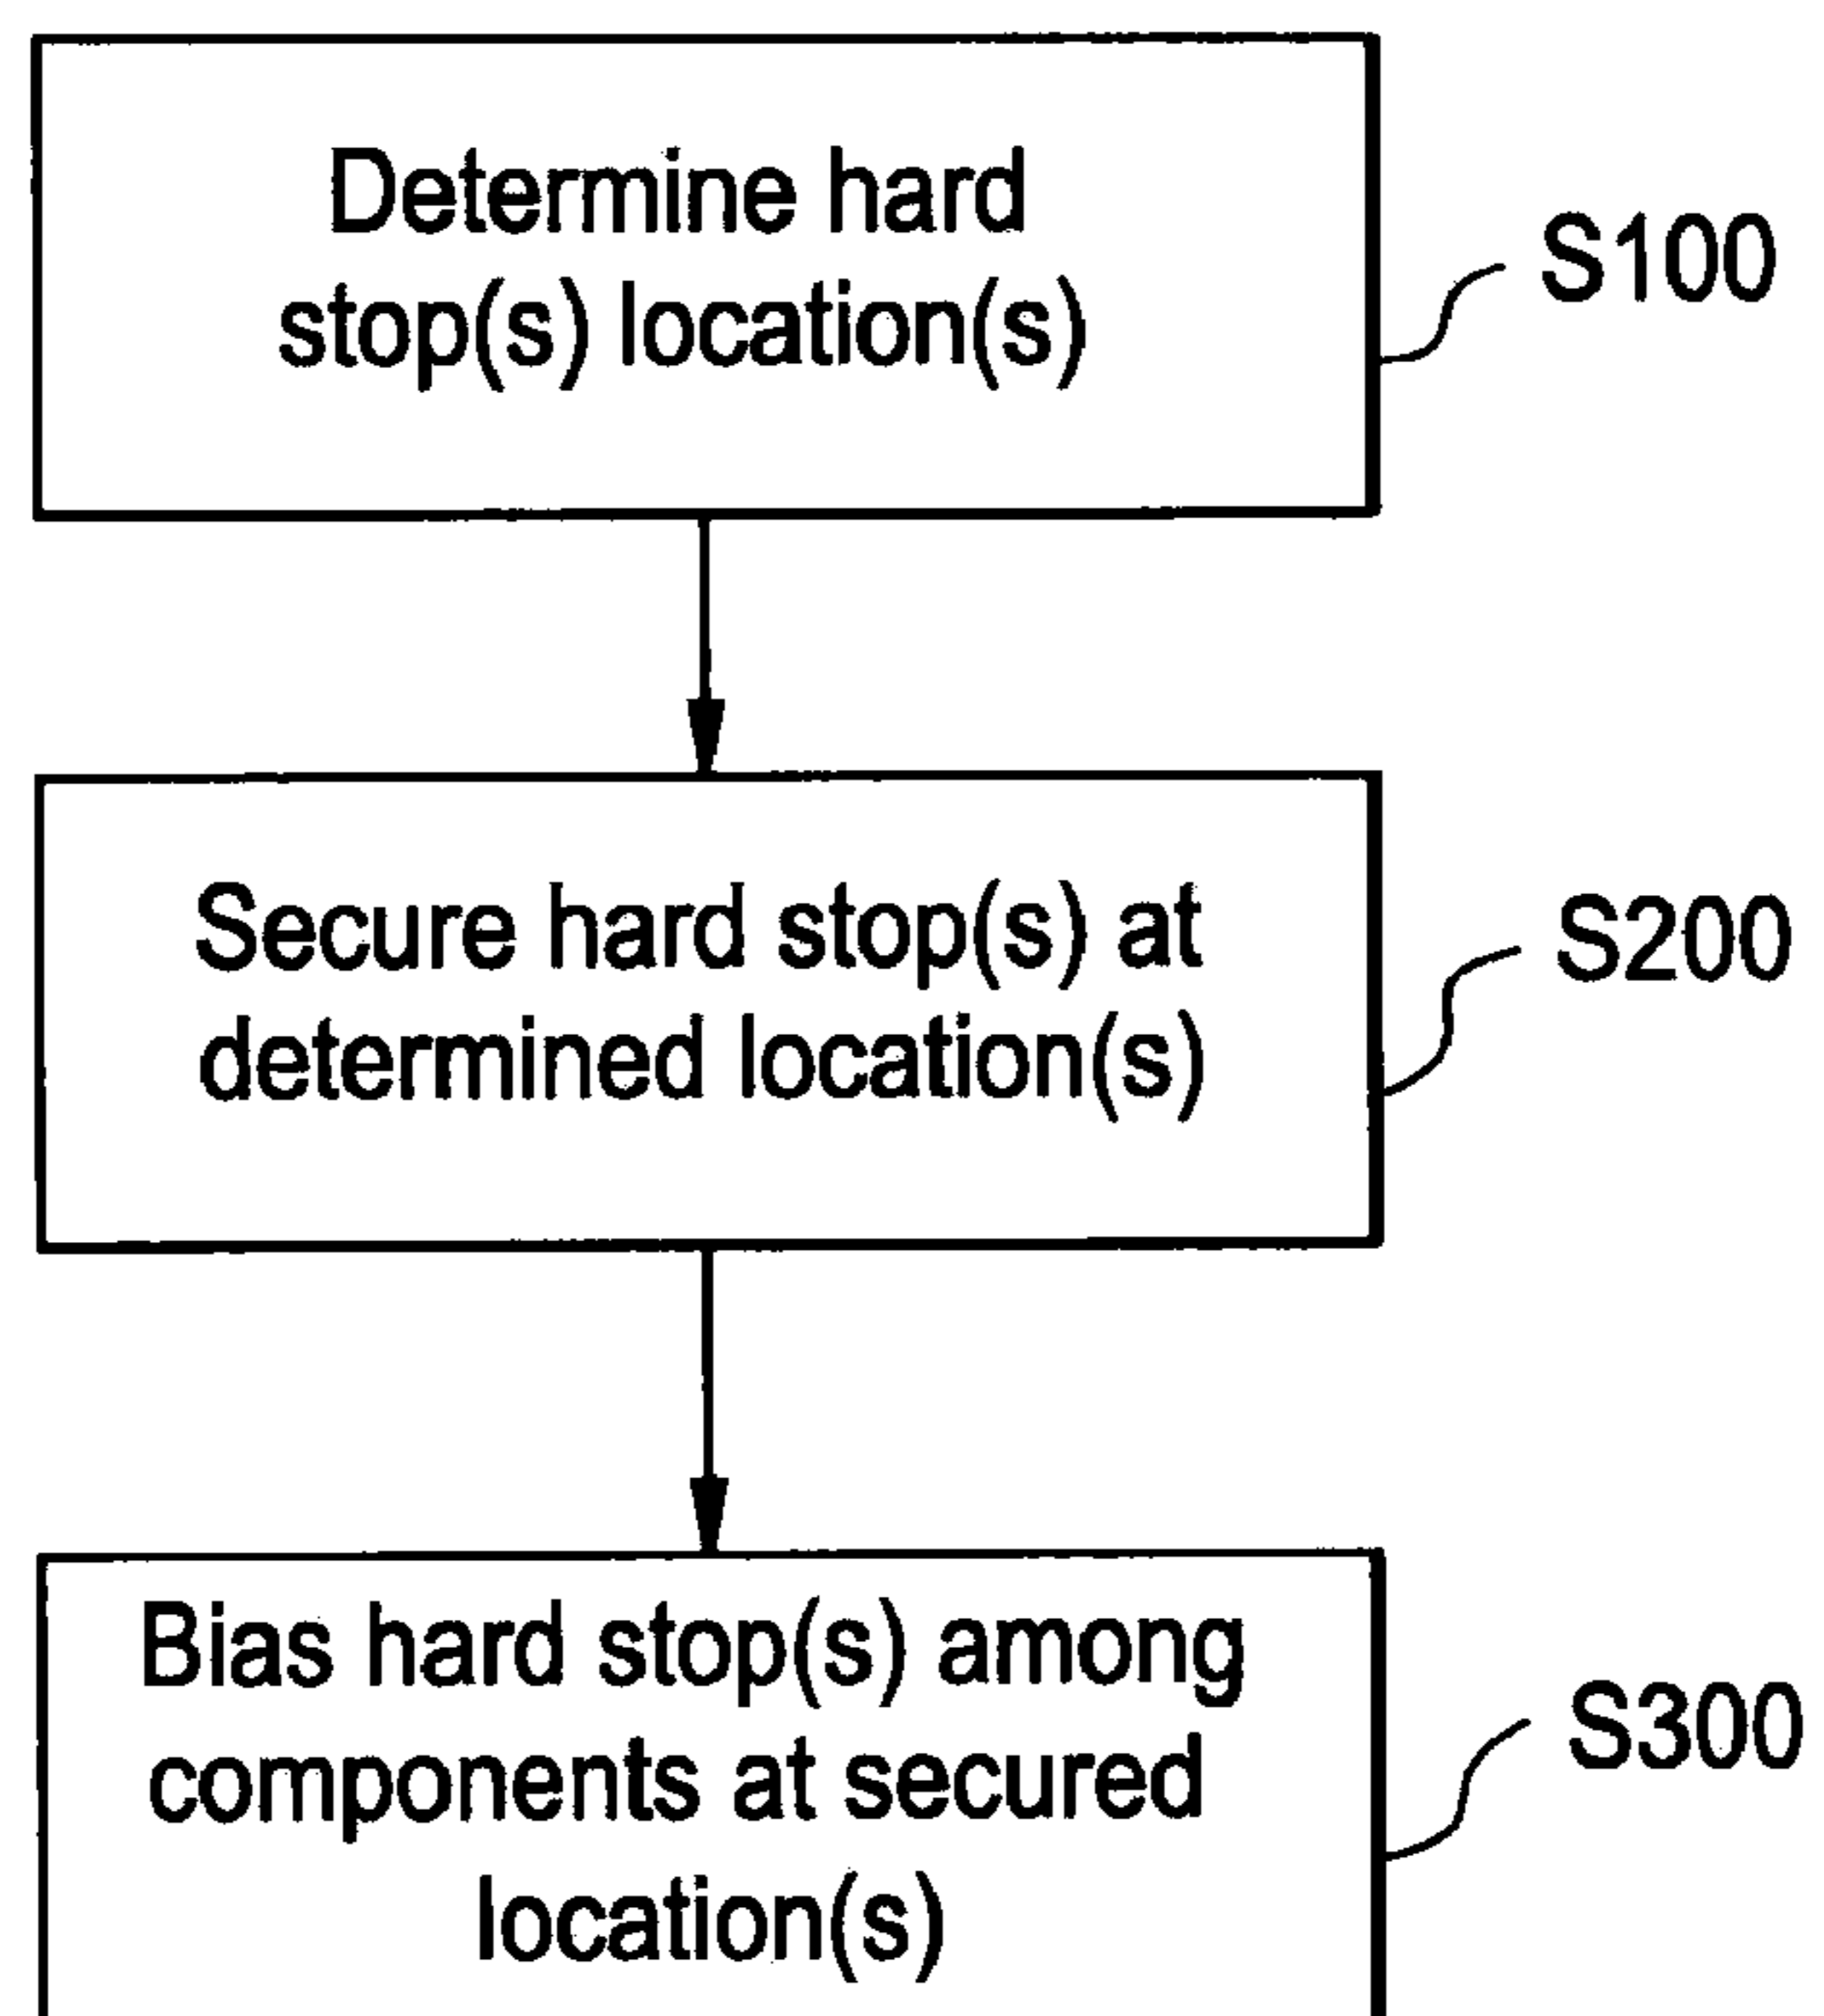 Determine hard
stop(s) location(s)
S100
Secure hard stop(s) at
determined location(s)
S200
Bias hard stop(s) among
components at secured
location(s)
S300